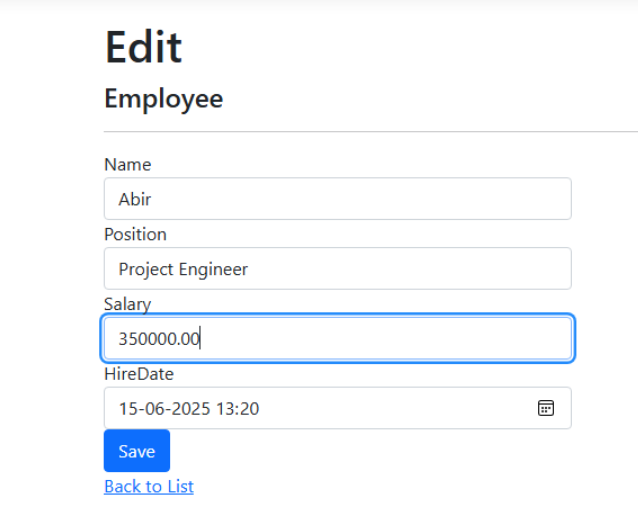 Edit
Employee
Name
Abir
Position
Project Engineer
Salary
350000.00
HireDate
15-06-2025 13:20
Save
Back to List